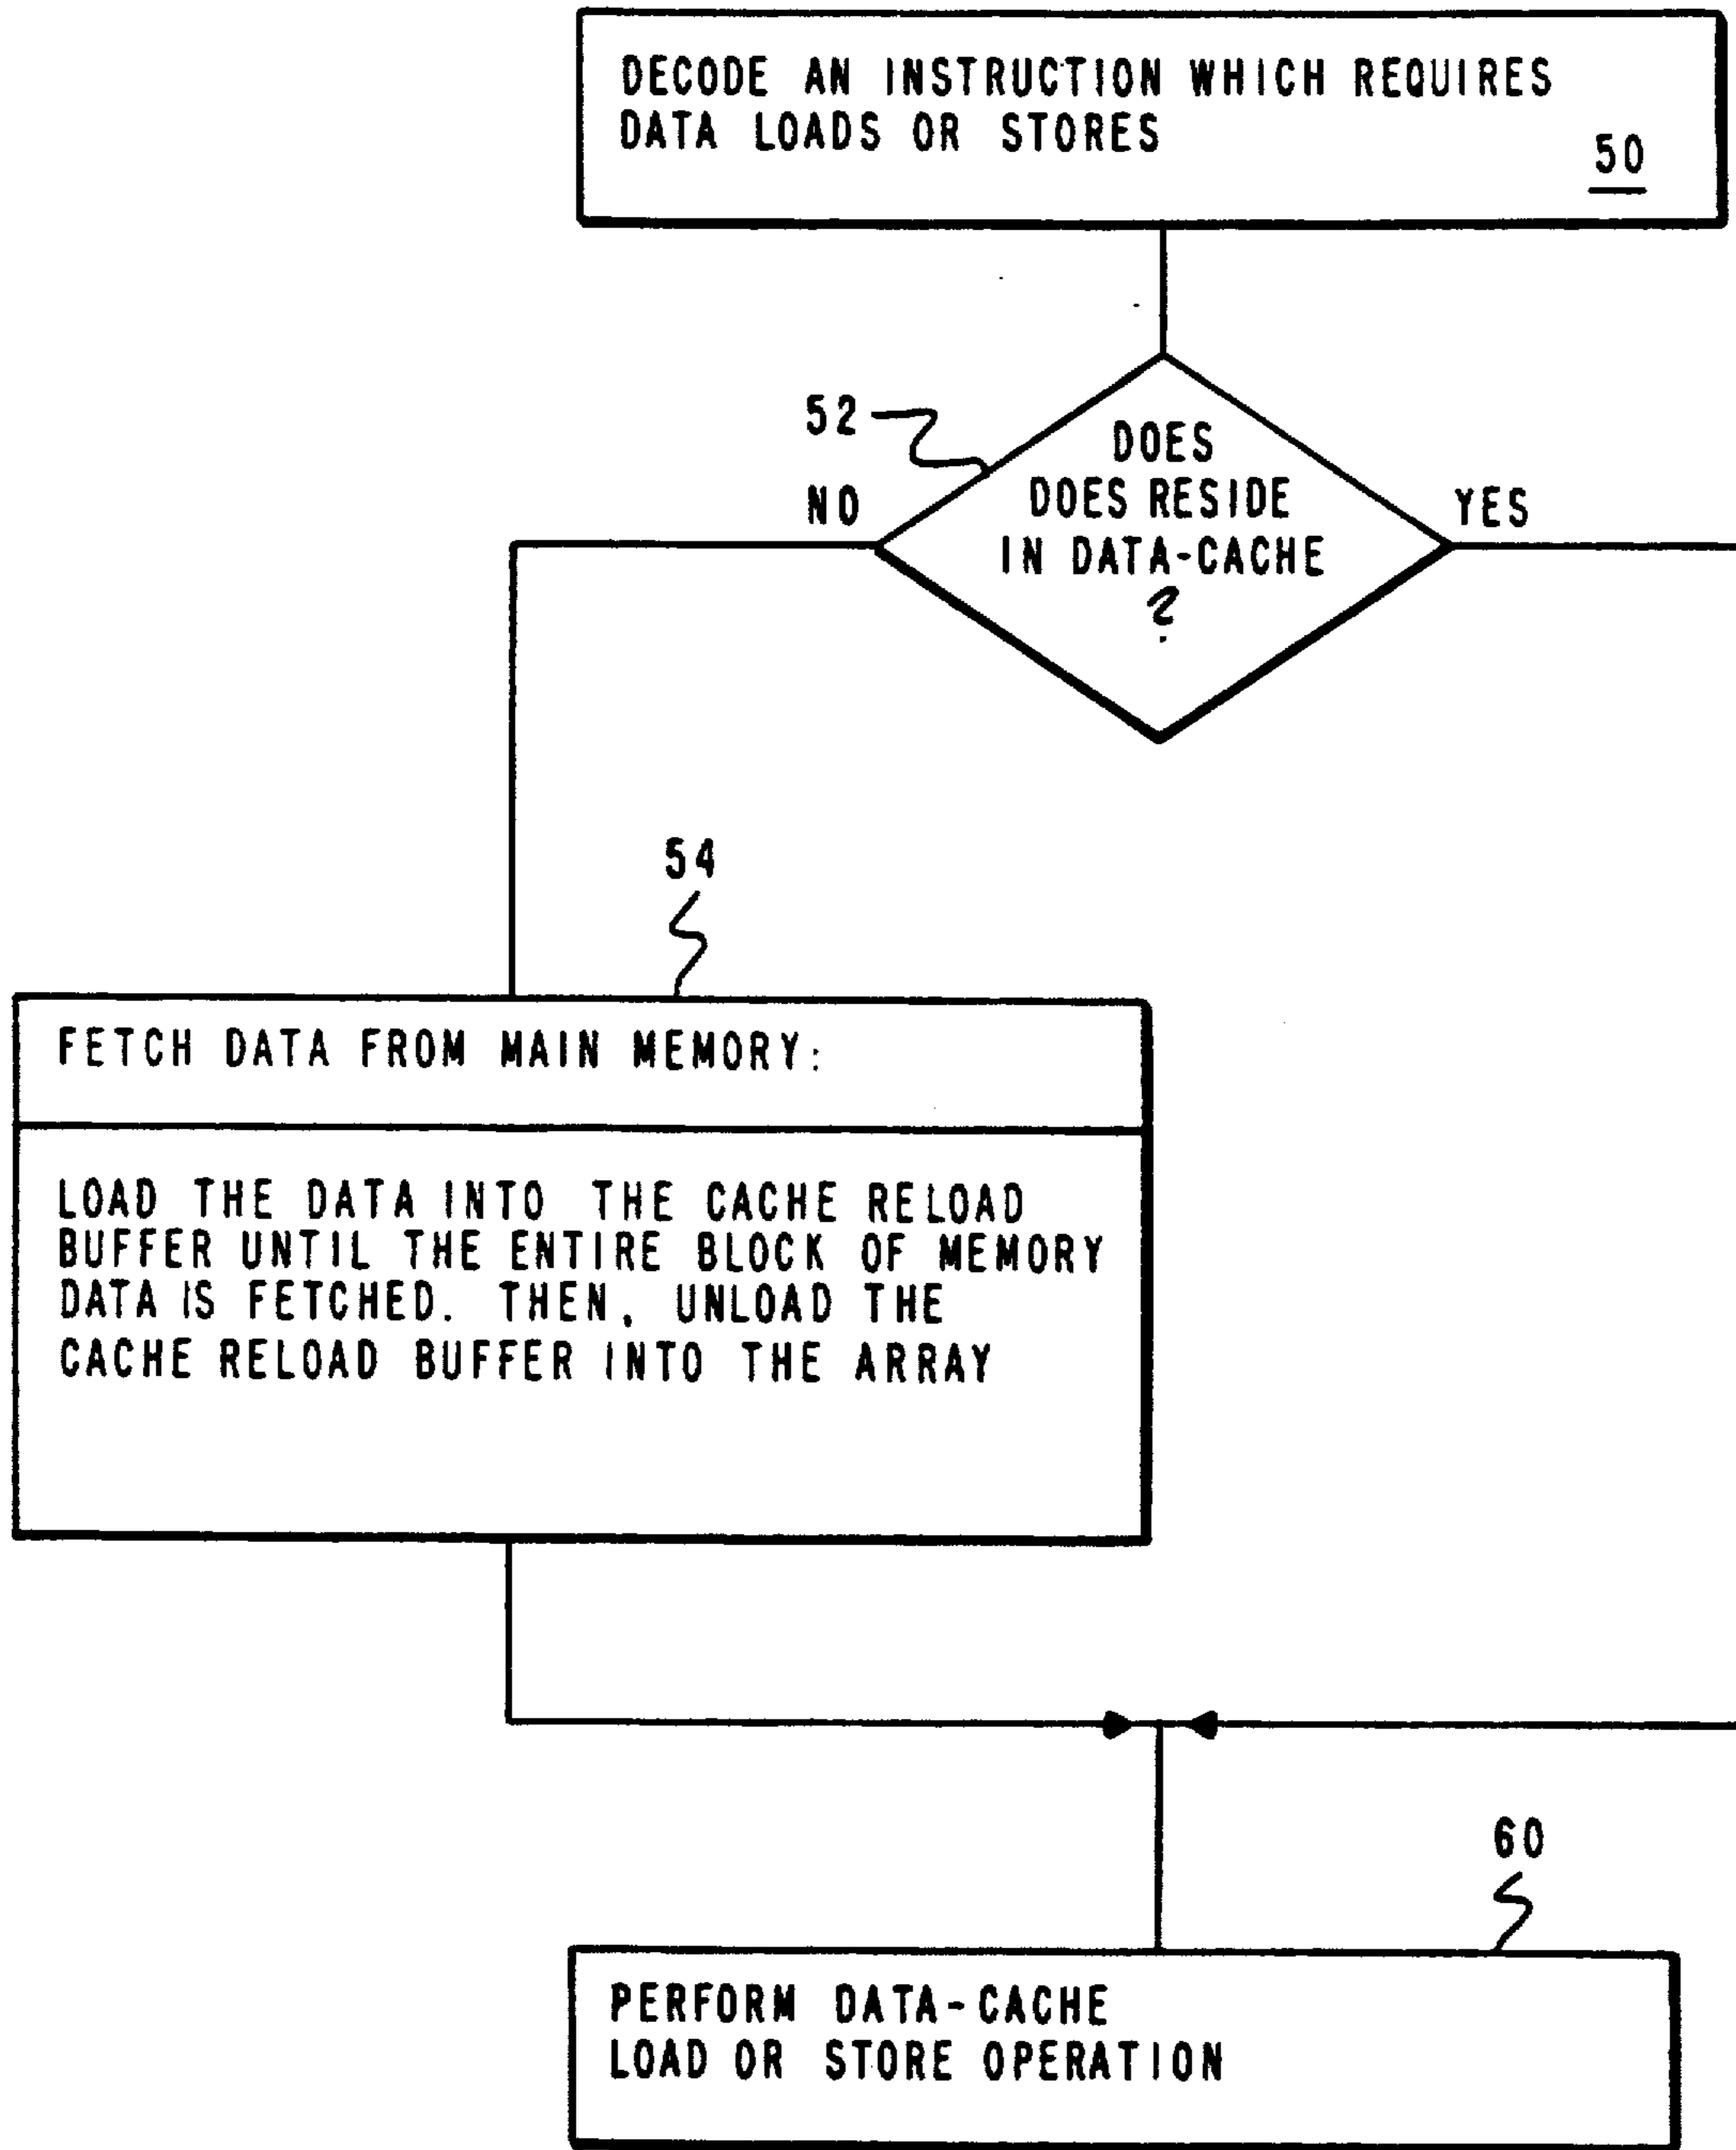 DECODE AN INSTRUCTION WHICH REQUIRES
DATA LOADS OR STORES
50
52
DOES
DOES RESIDE
IN DATA-CACHE
?
NO
YES
54
FETCH DATA FROM MAIN MEMORY:
LOAD THE DATA INTO THE CACHE RELOAD
BUFFER UNTIL THE ENTIRE BLOCK OF MEMORY
DATA IS FETCHED. THEN, UNLOAD THE
CACHE RELOAD BUFFER INTO THE ARRAY
60
PERFORM DATA-CACHE
LOAD OR STORE OPERATION